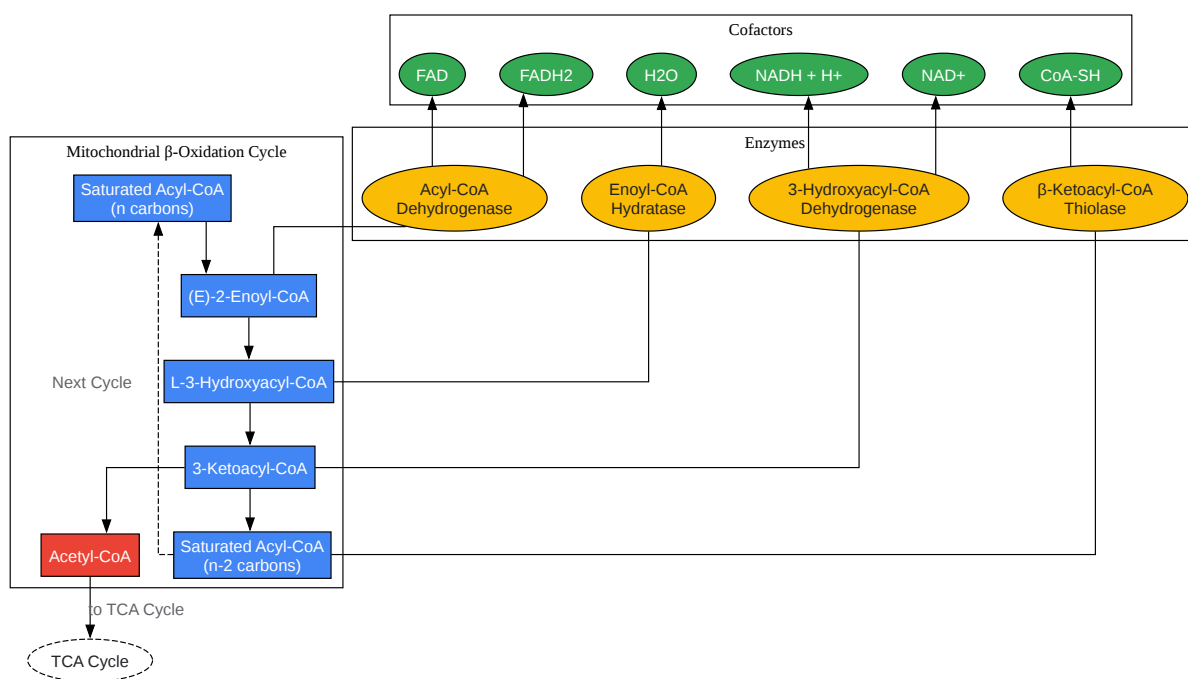 Cofactors
FAD
FADH2
H2O
NADH + H+
NAD+
CoA-SH
Enzymes
Acyl-CoA
Dehydrogenase
Enoyl-CoA
Hydratase
3-Hydroxyacyl-CoA
Dehydrogenase
β-Ketoacyl-CoA
Thiolase
Mitochondrial β-Oxidation Cycle
Saturated Acyl-CoA
(n carbons)
(E)-2-Enoyl-CoA
L-3-Hydroxyacyl-CoA
Next Cycle
3-Ketoacyl-CoA
Acetyl-CoA
Saturated Acyl-CoA
(n-2 carbons)
to TCA Cycle
TCA Cycle